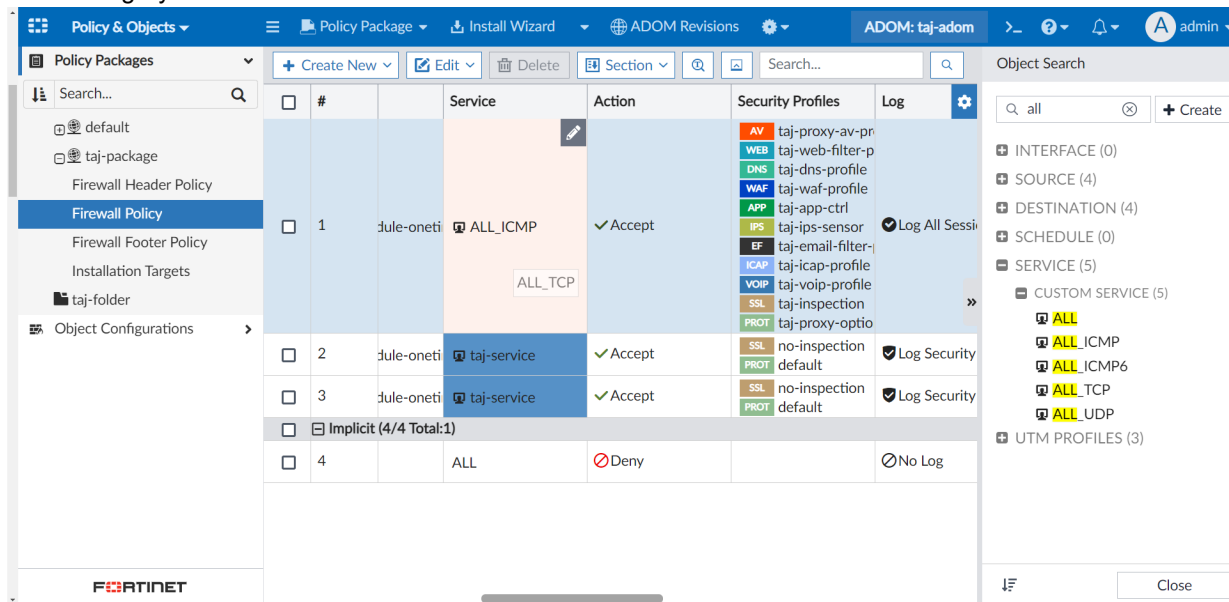 Policy & Objects
Policy Package
Install Wizard
ADOM Revisions
ADOM: taj-adom
>_
?
A
admin
Policy Packages
Search...
default
taj-package
Firewall Header Policy
Firewall Policy
Firewall Footer Policy
Installation Targets
taj-folder
Object Configurations
FORTINET
+ Create New
Edit
Delete
Section
Search...
# Service Action Security Profiles Log
1 dule-oneti ALL_ICMP Accept Log All Sessi
ALL_TCP
AV taj-proxy-av-pr
WEB taj-web-filter-p
DNS taj-dns-profile
WAF taj-waf-profile
APP taj-app-ctrl
IPS taj-ips-sensor
EF taj-email-filter-
ICAP taj-icap-profile
VOIP taj-voip-profile
SSL taj-inspection
PROT taj-proxy-optio
»
2 dule-oneti taj-service Accept SSL no-inspection Log Security
PROT default
3 dule-oneti taj-service Accept SSL no-inspection Log Security
PROT default
Implicit (4/4 Total:1)
4 ALL Deny No Log
Object Search
all
+ Create
INTERFACE (0)
SOURCE (4)
DESTINATION (4)
SCHEDULE (0)
SERVICE (5)
CUSTOM SERVICE (5)
ALL
ALL_ICMP
ALL_ICMP6
ALL_TCP
ALL_UDP
UTM PROFILES (3)
Close